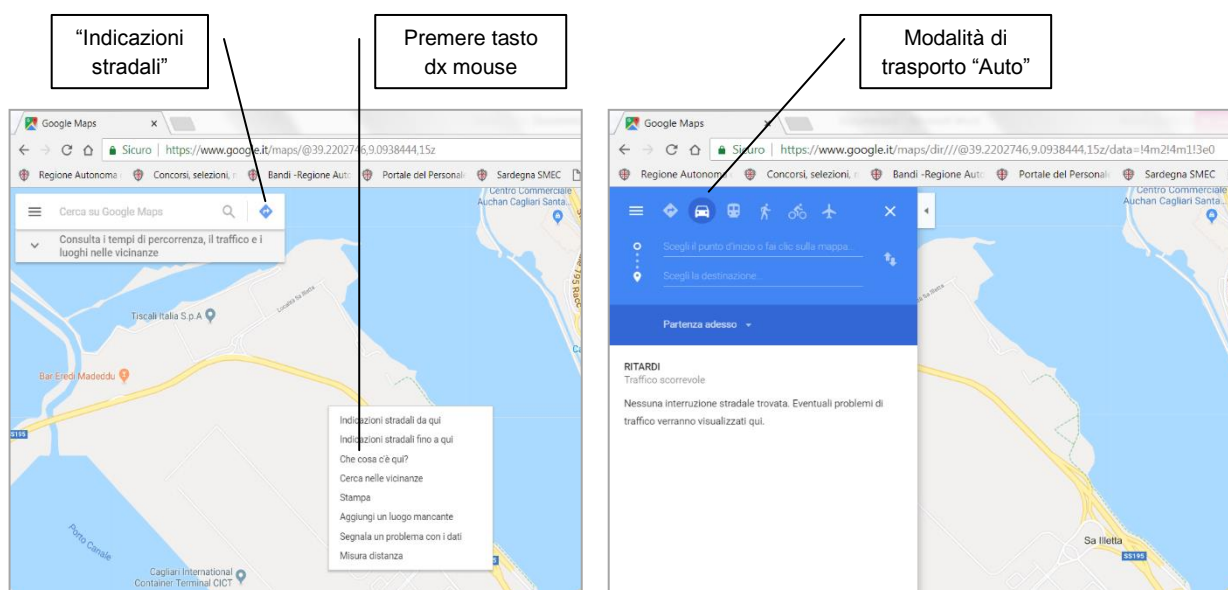 “Indicazioni
stradali”
Premere tasto
dx mouse
Modalità di
trasporto “Auto”
Google Maps
Sicuro | https://www.google.it/maps/@39.2202746,9.0938444,15z
Regione Autonoma
Concorsi, selezioni,
Bandi -Regione Auto
Portale del Personale
Sardegna SMEC
Cerca su Google Maps
Consulta i tempi di percorrenza, il traffico e i
luoghi nelle vicinanze
Centro Commerciale
Auchan Cagliari Santa...
Località Sa Illetta
Tiscali Italia S.p.A
Bar Eredi Madeddu
SS195
Porto Canale
Cagliari International
Container Terminal CICT
Indicazioni stradali da qui
Indicazioni stradali fino a qui
Che cosa c'è qui?
Cerca nelle vicinanze
Stampa
Aggiungi un luogo mancante
Segnala un problema con i dati
Misura distanza
Google Maps
Sicuro | https://www.google.it/maps/dir///@39.2202746,9.0938444,15z/data=!4m2!4m1!3e0
Regione Autonoma
Concorsi, selezioni,
Bandi -Regione Auto
Portale del Personale
Sardegna SMEC
Scegli il punto d'inizio o fai clic sulla mappa...
Scegli la destinazione...
Partenza adesso
RITARDI
Traffico scorrevole
Nessuna interruzione stradale trovata. Eventuali problemi di
traffico verranno visualizzati qui.
Centro Commerciale
Auchan Cagliari Santa...
Sa Illetta
SS195